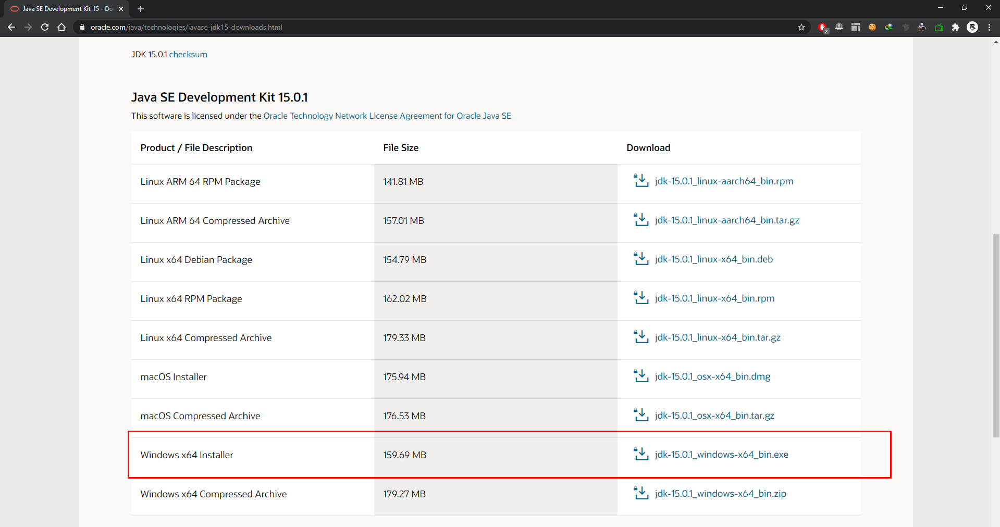 Java SE Development Kit 15 - Do
oracle.com/java/technologies/javase-jdk15-downloads.html
2
JDK 15.0.1 checksum
Java SE Development Kit 15.0.1
This software is licensed under the Oracle Technology Network License Agreement for Oracle Java SE
Product / File Description File Size Download
Linux ARM 64 RPM Package 141.81 MB jdk-15.0.1_linux-aarch64_bin.rpm
Linux ARM 64 Compressed Archive 157.01 MB jdk-15.0.1_linux-aarch64_bin.tar.gz
Linux x64 Debian Package 154.79 MB jdk-15.0.1_linux-x64_bin.deb
Linux x64 RPM Package 162.02 MB jdk-15.0.1_linux-x64_bin.rpm
Linux x64 Compressed Archive 179.33 MB jdk-15.0.1_linux-x64_bin.tar.gz
macOS Installer 175.94 MB jdk-15.0.1_osx-x64_bin.dmg
macOS Compressed Archive 176.53 MB jdk-15.0.1_osx-x64_bin.tar.gz
Windows x64 Installer 159.69 MB jdk-15.0.1_windows-x64_bin.exe
Windows x64 Compressed Archive 179.27 MB jdk-15.0.1_windows-x64_bin.zip